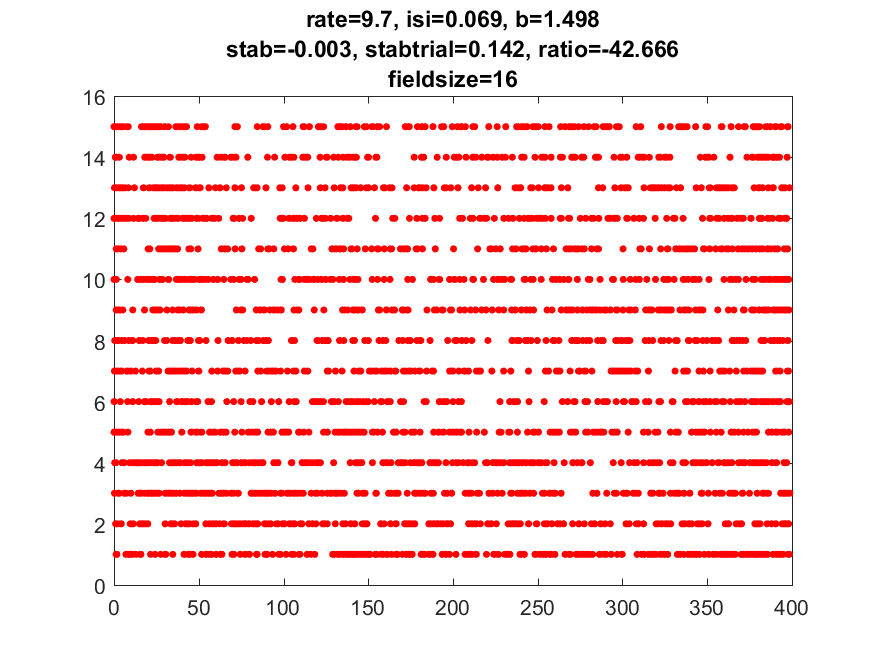 rate=9.7, isi=0.069, b=1.498
stab=-0.003, stabtrial=0.142, ratio=-42.666
fieldsize=16
16
14
12
10
8
6
4
2
0
0 50 100 150 200 250 300 350 400